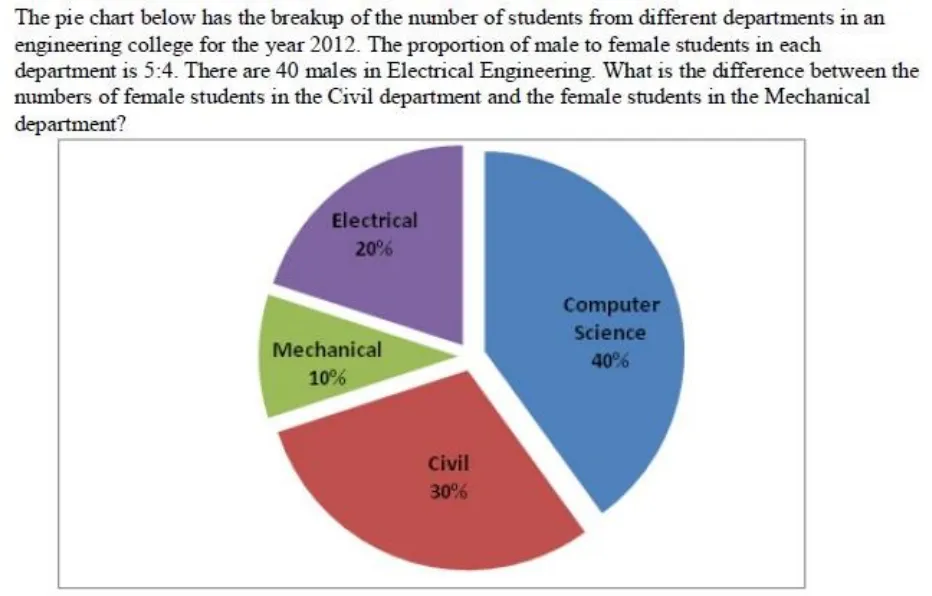 The pie chart below has the breakup of the number of students from different departments in an
engineering college for the year 2012. The proportion of male to female students in each
department is 5:4. There are 40 males in Electrical Engineering. What is the difference between the
numbers of female students in the Civil department and the female students in the Mechanical
department?
Electrical
20%
Computer
Science
40%
Mechanical
10%
Civil
30%